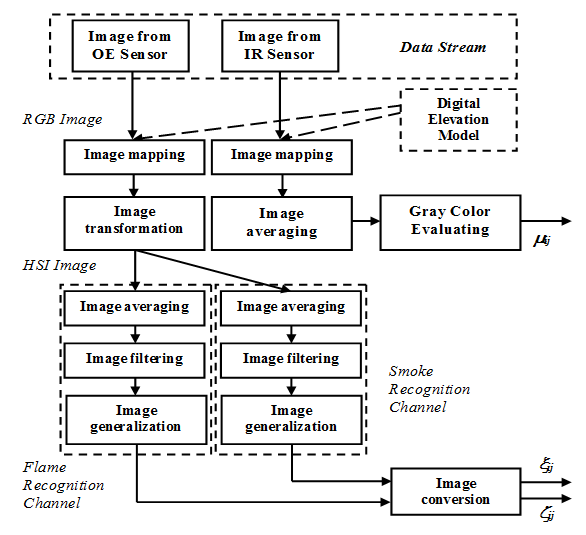 Image from
OE Sensor
Image from
IR Sensor
Data Stream
RGB Image
Digital
Elevation
Model
Image mapping
Image mapping
Image
transformation
Image
averaging
Gray Color
Evaluating
μij
HSI Image
Image averaging
Image averaging
Image filtering
Image filtering
Image
generalization
Image
generalization
Smoke
Recognition
Channel
Flame
Recognition
Channel
Image
conversion
ξij
ζij